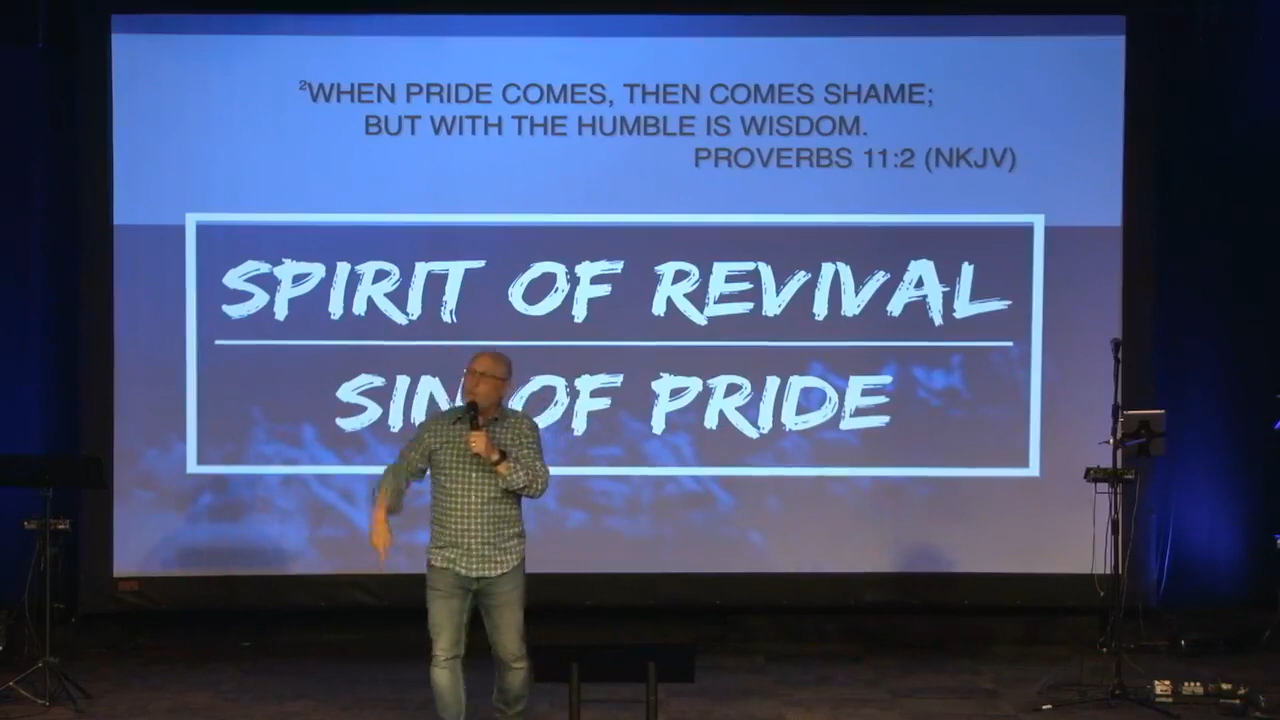 ²WHEN PRIDE COMES, THEN COMES SHAME;
BUT WITH THE HUMBLE IS WISDOM.
PROVERBS 11:2 (NKJV)
SPIRIT OF REVIVAL
SIN OF PRIDE